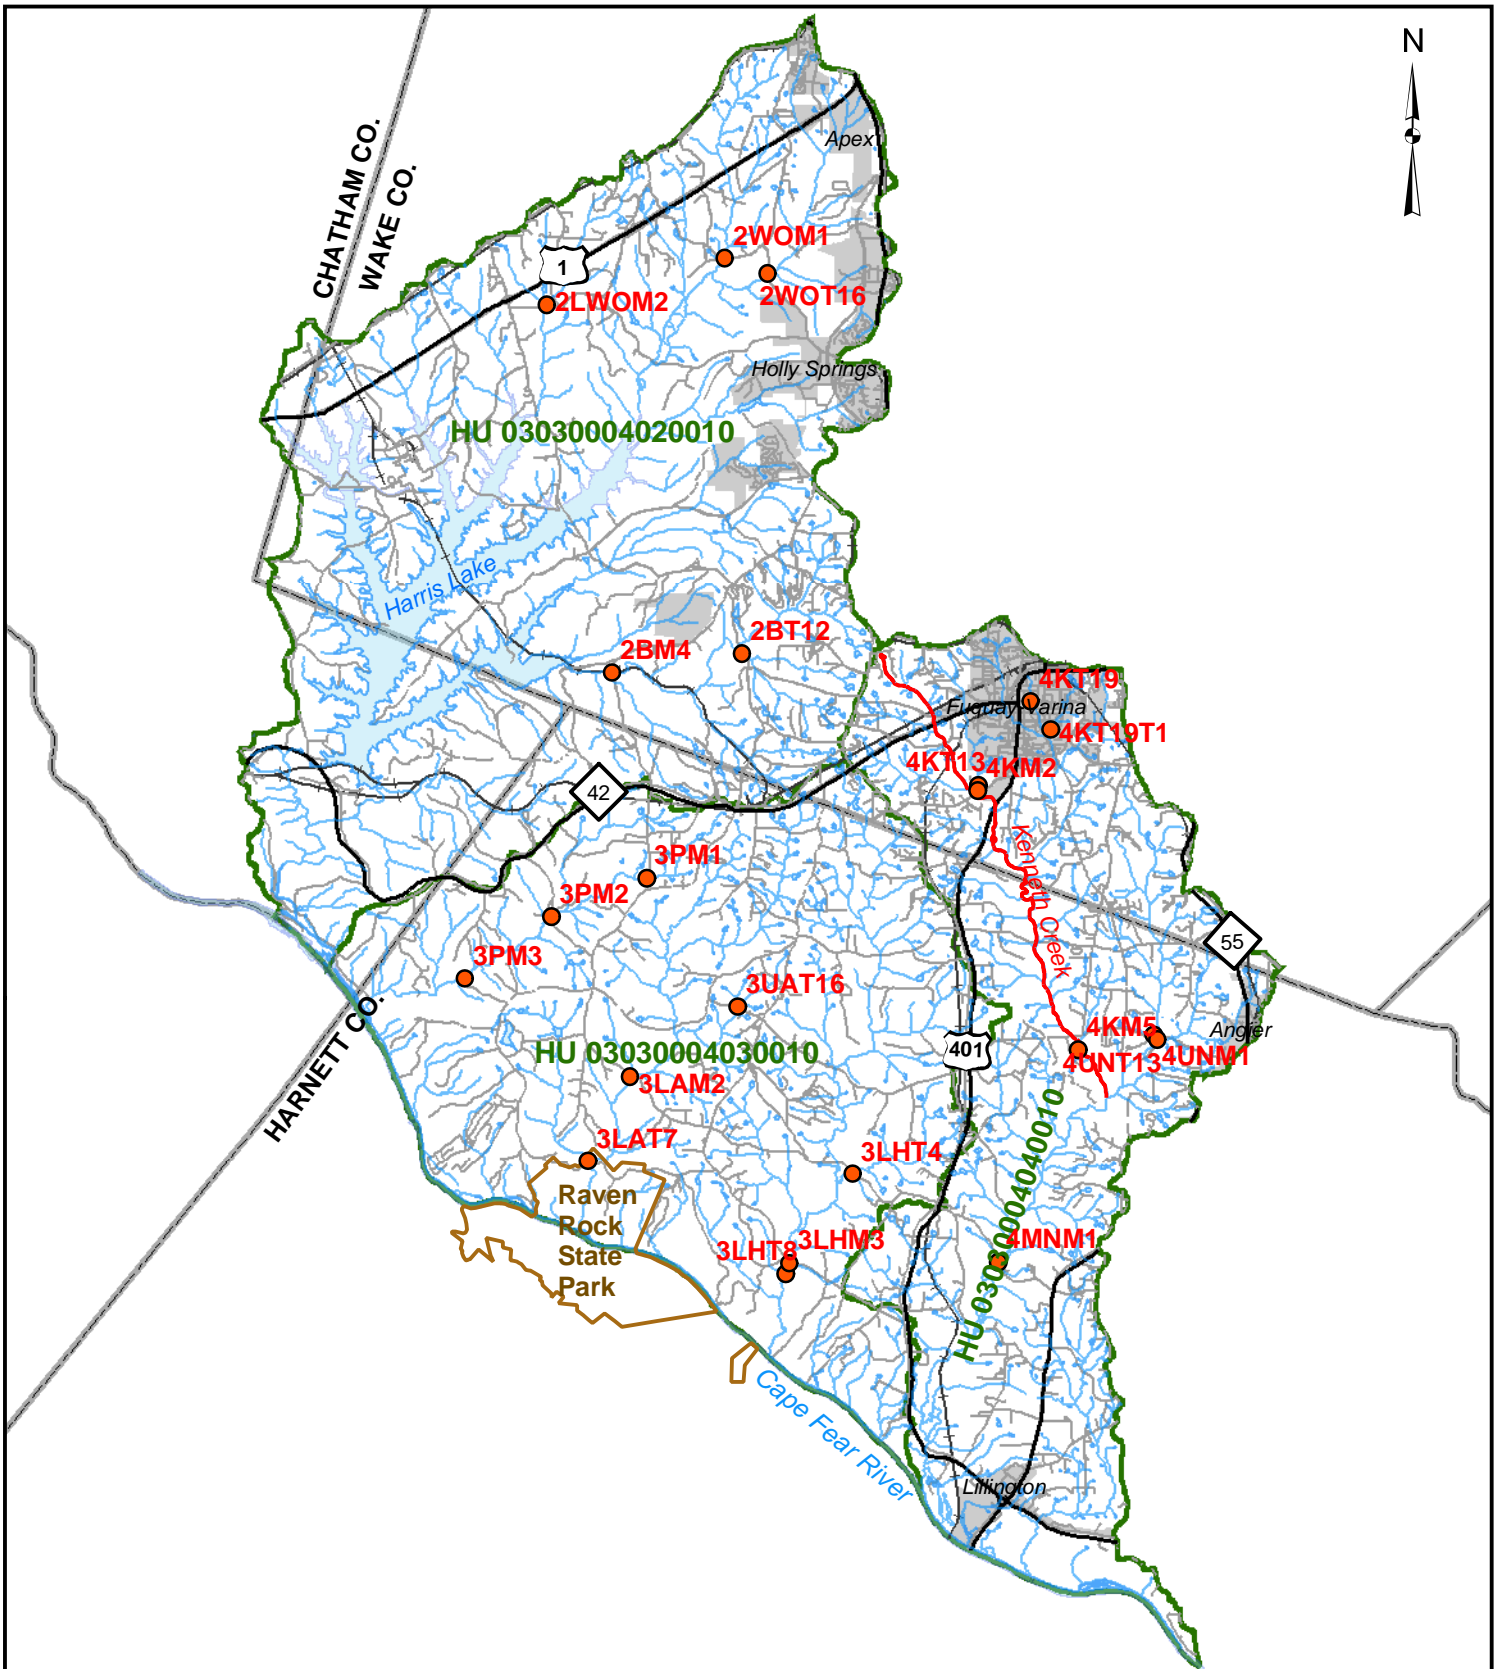 N
CHATHAM CO.
WAKE CO.
Apex
2WOM1
1
2WOT16
2LWOM2
Holly Springs
HU 03030004020010
Harris Lake
2BT12
2BM4
4KT19
Fuquay-Varina
4KT19T1
4KT13
4KM2
42
Kenneth Creek
3PM1
3PM2
55
3PM3
3UAT16
HARNETT CO.
4KM5
Angier
401
4UNT13
4UNM1
HU 03030004030010
3LAM2
HU 03030004040010
3LAT7
3LHT4
Raven
Rock
State
Park
3LHT8
3LHM3
4MNM1
Cape Fear River
Lillington